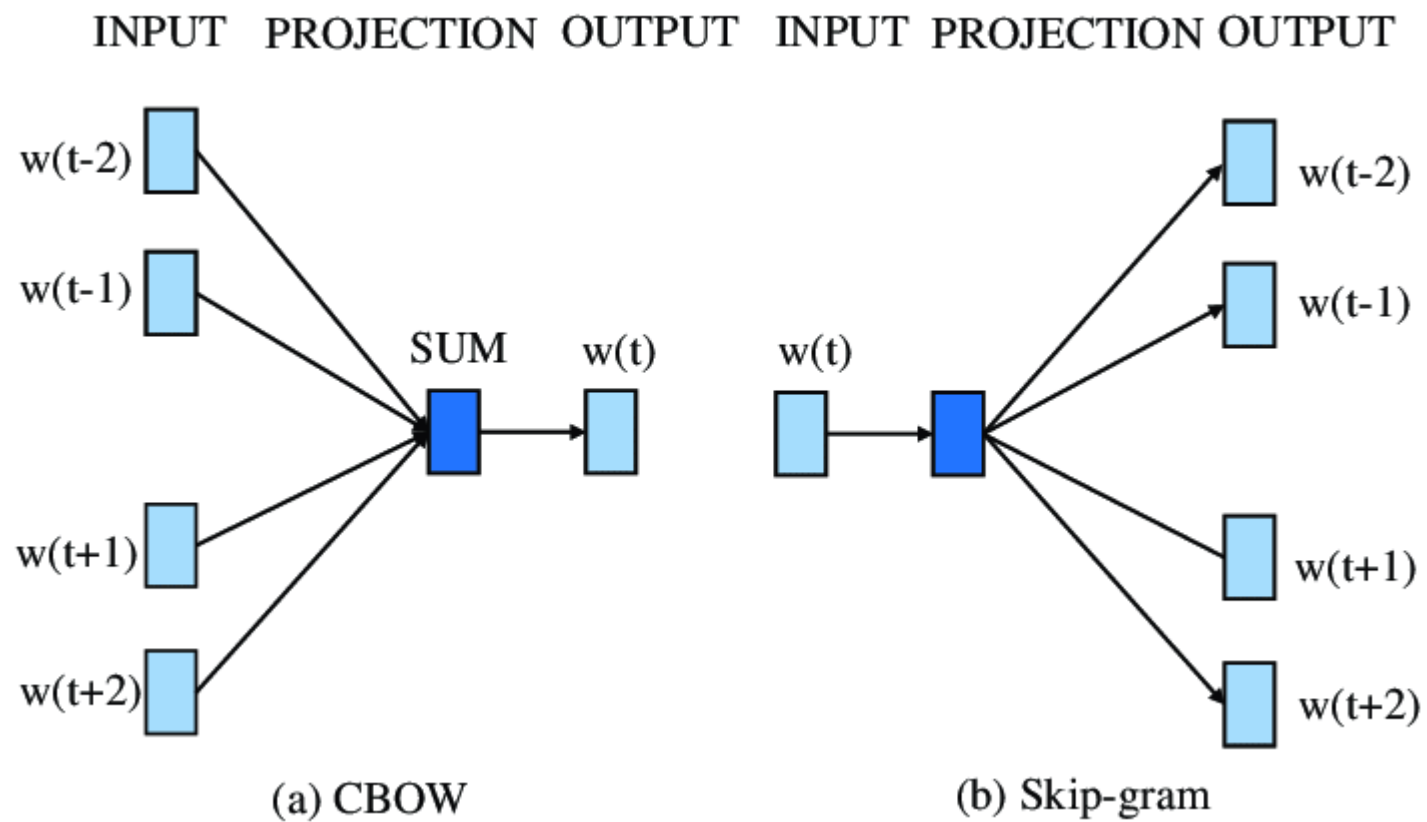 INPUT PROJECTION OUTPUT INPUT PROJECTION OUTPUT
w(t-2)
w(t-1)
SUM
w(t)
w(t+1)
w(t+2)
(a) CBOW
w(t)
w(t-2)
w(t-1)
w(t+1)
w(t+2)
(b) Skip-gram